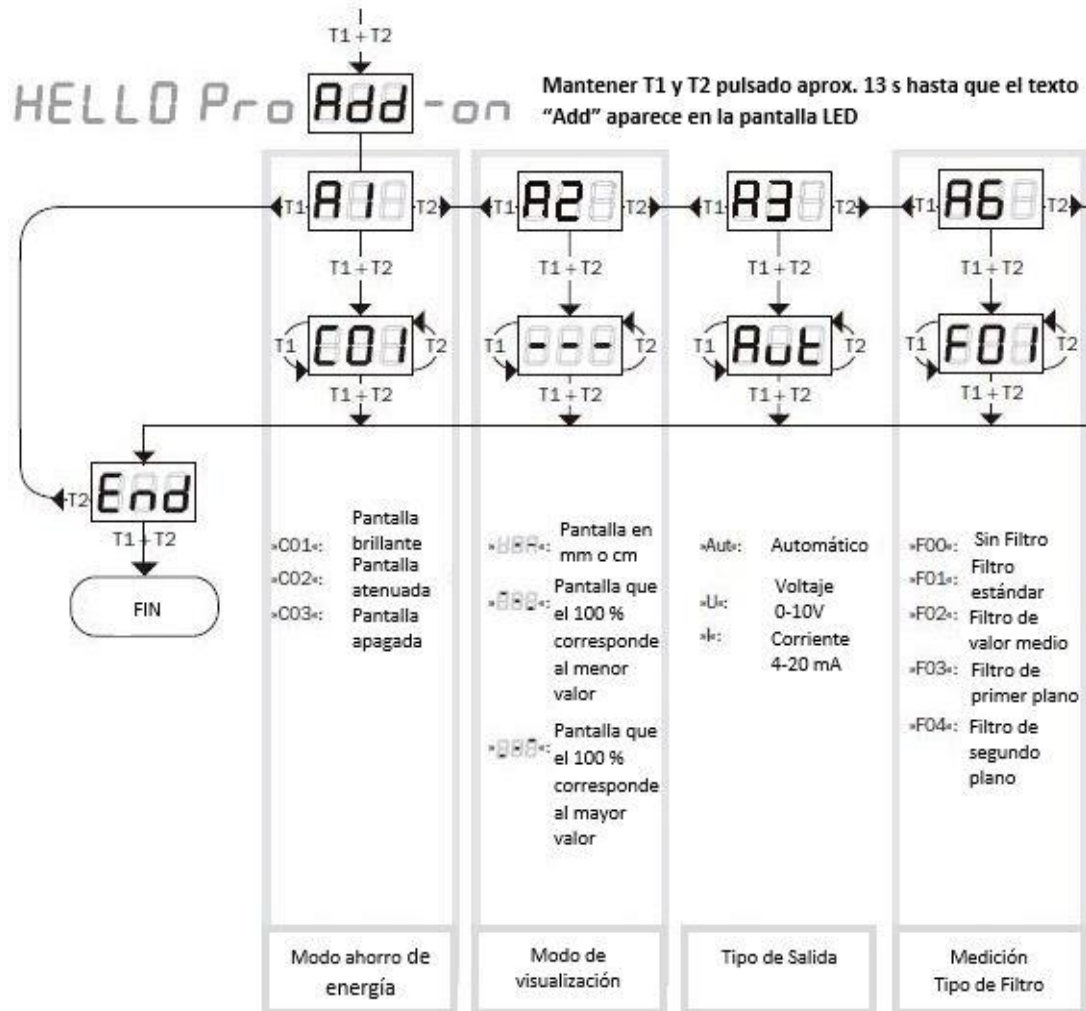 T1 + T2
HELLO Pro Add -on
Mantener T1 y T2 pulsado aprox. 13 s hasta que el texto
“Add” aparece en la pantalla LED
T1 A1 T2 T1 A2 T2 T1 A3 T2 T1 A6 T2
T1 + T2 T1 + T2 T1 + T2 T1 + T2
T1 C01 T2 T1 --- T2 T1 Aut T2 T1 F01 T2
T1 + T2 T1 + T2 T1 + T2 T1 + T2
T2 End
T1 + T2
FIN
»C01«: Pantalla
brillante
»C02«: Pantalla
atenuada
»C03«: Pantalla
apagada
Pantalla en
mm o cm
Pantalla que
el 100 %
corresponde
al menor
valor
Pantalla que
el 100 %
corresponde
al mayor
valor
»Aut«: Automático
»U«: Voltaje
0-10V
»I«: Corriente
4-20 mA
»F00«: Sin Filtro
»F01«: Filtro
estándar
»F02«: Filtro de
valor medio
»F03«: Filtro de
primer plano
»F04«: Filtro de
segundo
plano
Modo ahorro de
energía
Modo de
visualización
Tipo de Salida
Medición
Tipo de Filtro